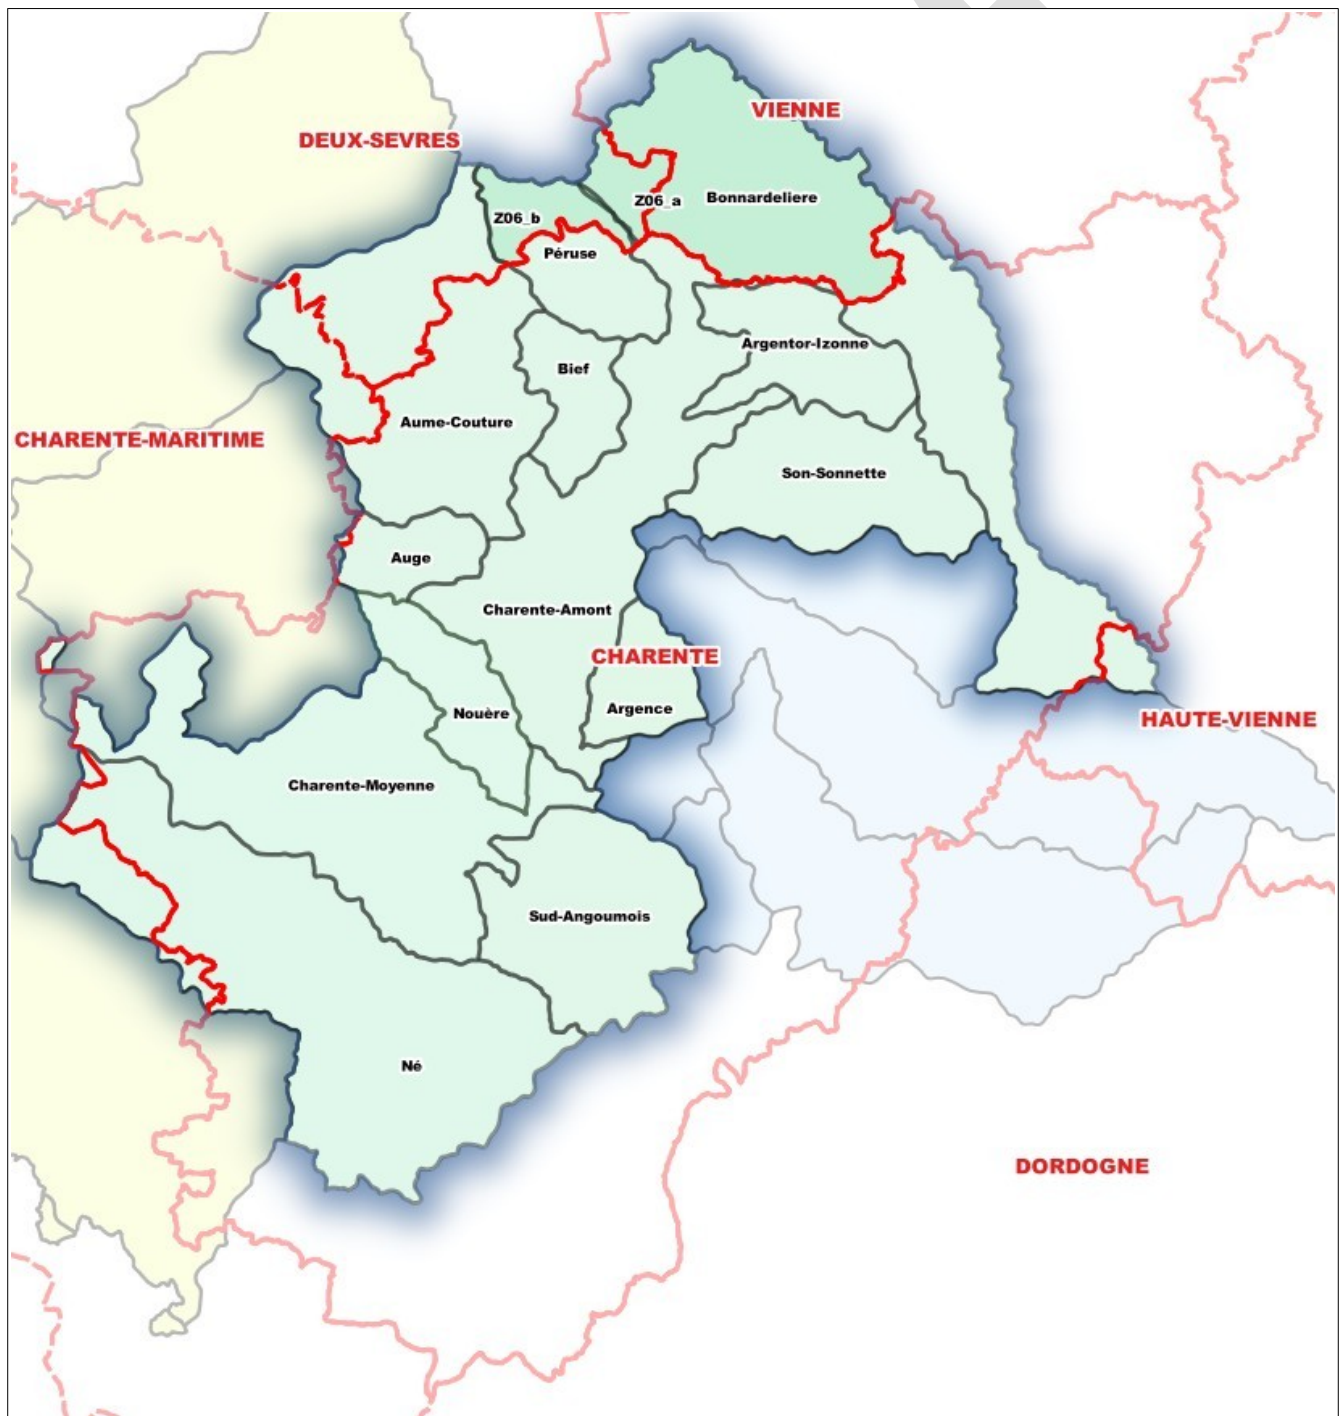 VIENNE
DEUX-SEVRES
Bonnardeliere
Z06_a
Z06_b
Péruse
Argentor-Izonne
Bief
Aume-Couture
CHARENTE-MARITIME
Son-Sonnette
Auge
Charente-Amont
CHARENTE
Argence
Nouère
HAUTE-VIENNE
Charente-Moyenne
Sud-Angoumois
Né
DORDOGNE